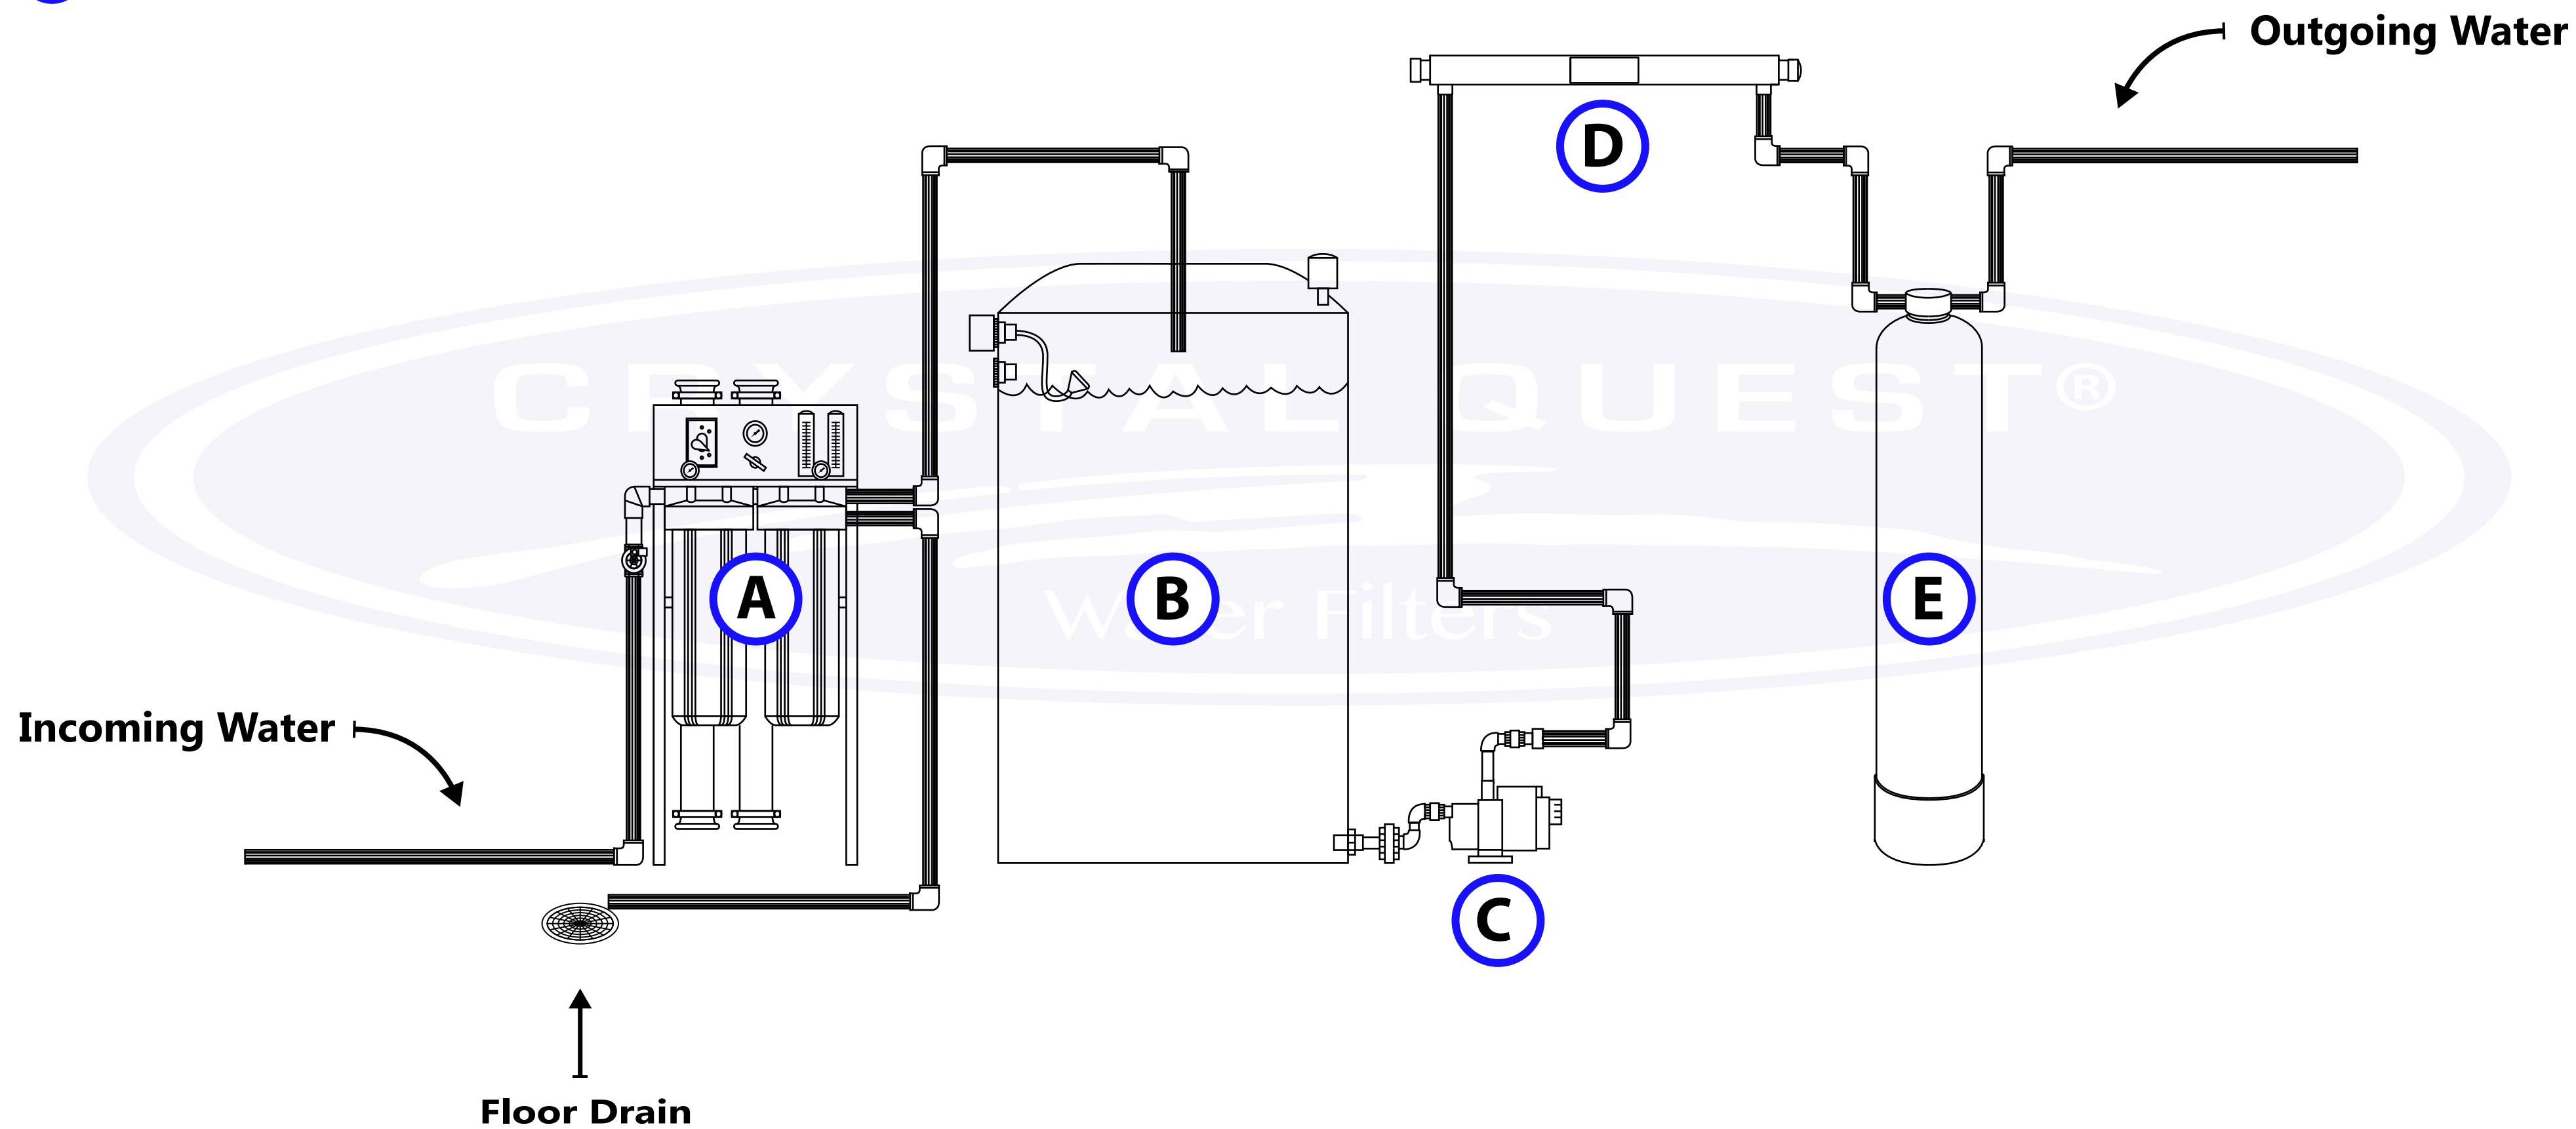 Outgoing Water
D
CRYSTAL QUEST®
A
B
E
Water Filters
Incoming Water
C
Floor Drain